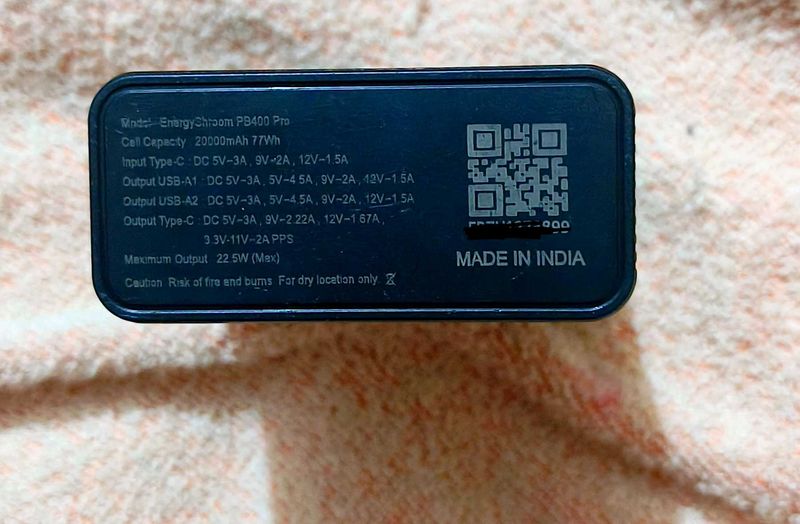 Model EnergyShroom PB400 Pro
Cell Capacity 20000mAh 77Wh
Input Type-C : DC 5V-3A , 9V-2A , 12V-1.5A
Output USB-A1 : DC 5V-3A , 5V-4.5A , 9V-2A , 12V-1.5A
Output USB-A2 : DC 5V-3A , 5V-4.5A , 9V-2A , 12V-1.5A
Output Type-C : DC 5V-3A , 9V-2.22A , 12V-1.67A ,
3.3V-11V-2A PPS
Maximum Output 22.5W (Max)
Caution Risk of fire and burns For dry location only
MADE IN INDIA